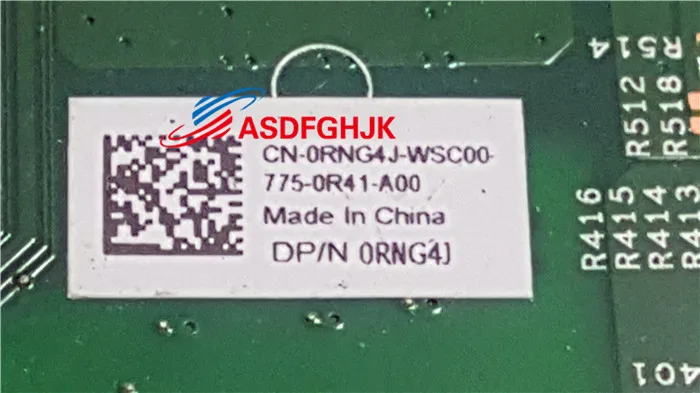 R514
R512
R518
ASDFGHJK
CN-0RNG4J-WSC00-
775-0R41-A00
Made In China
DP/N 0RNG4J
R416
R415
R414
R413
401